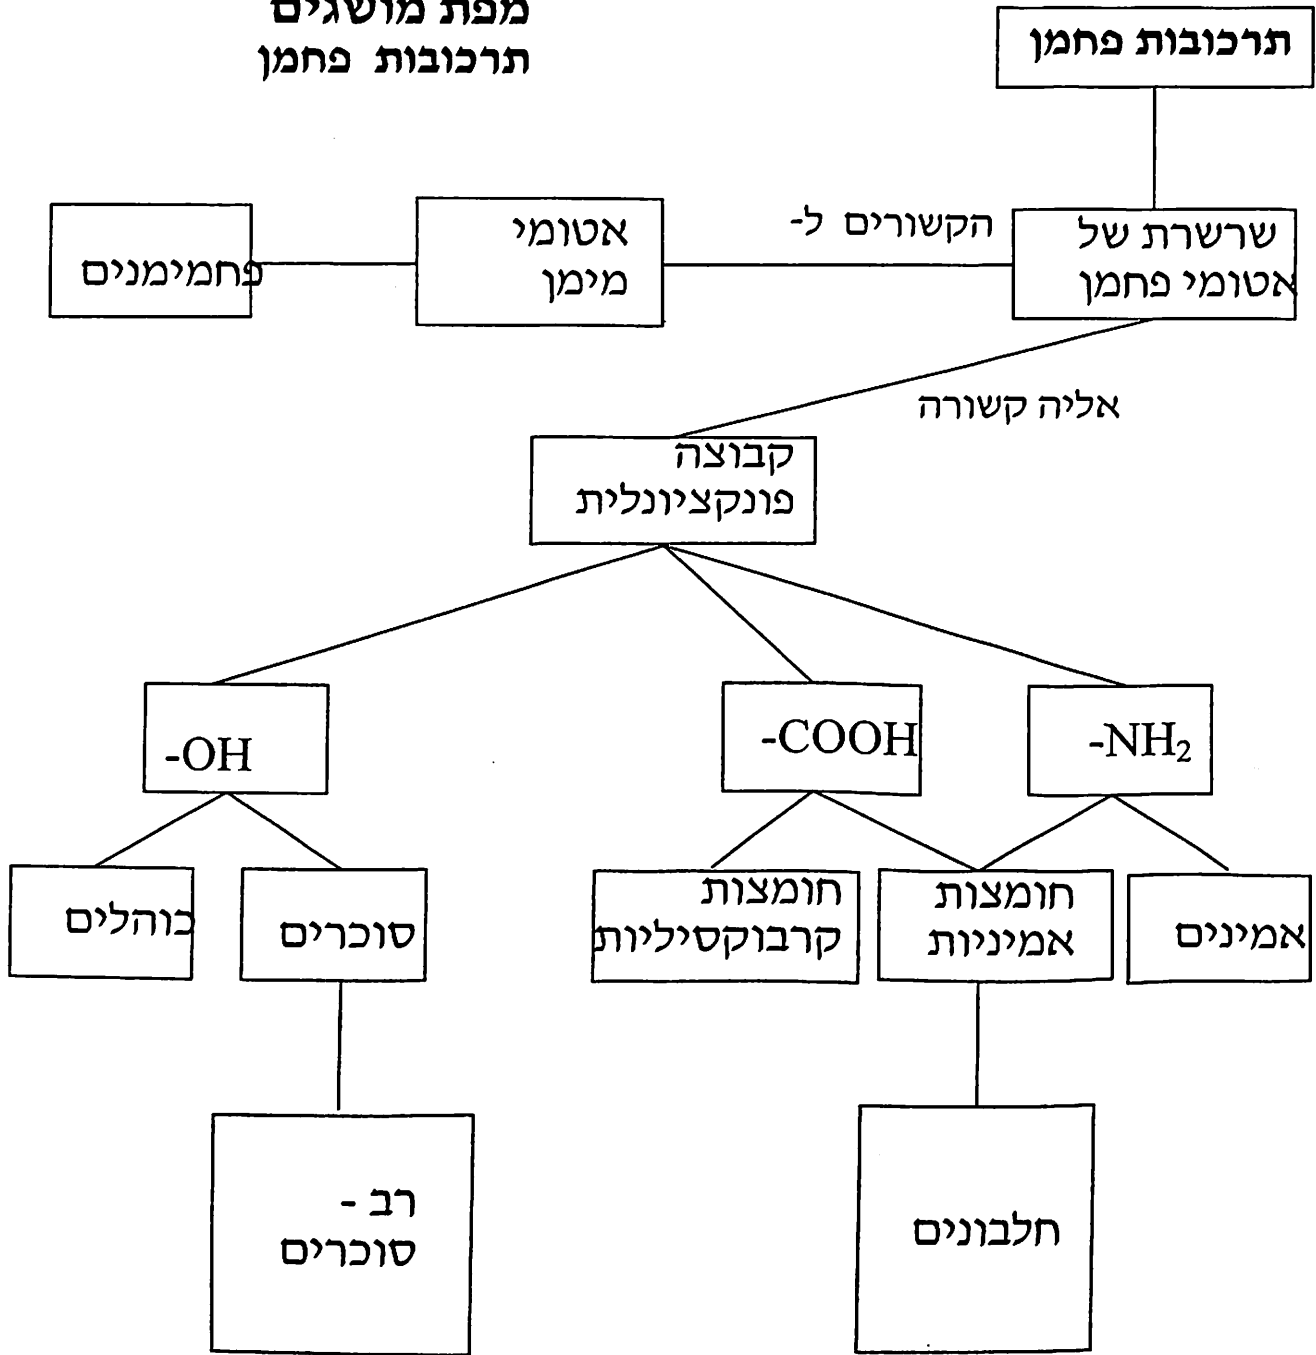 מפת מושגים
תרכובות פחמן
תרכובות פחמן
שרשרת של
אטומי פחמן
הקשורים ל-
אטומי
מימן
פחמימנים
אליה קשורה
קבוצה
פונקציונלית
-NH₂
-COOH
-OH
אמינים
חומצות
אמיניות
חומצות
קרבוקסיליות
סוכרים
כוהלים
חלבונים
רב -
סוכרים